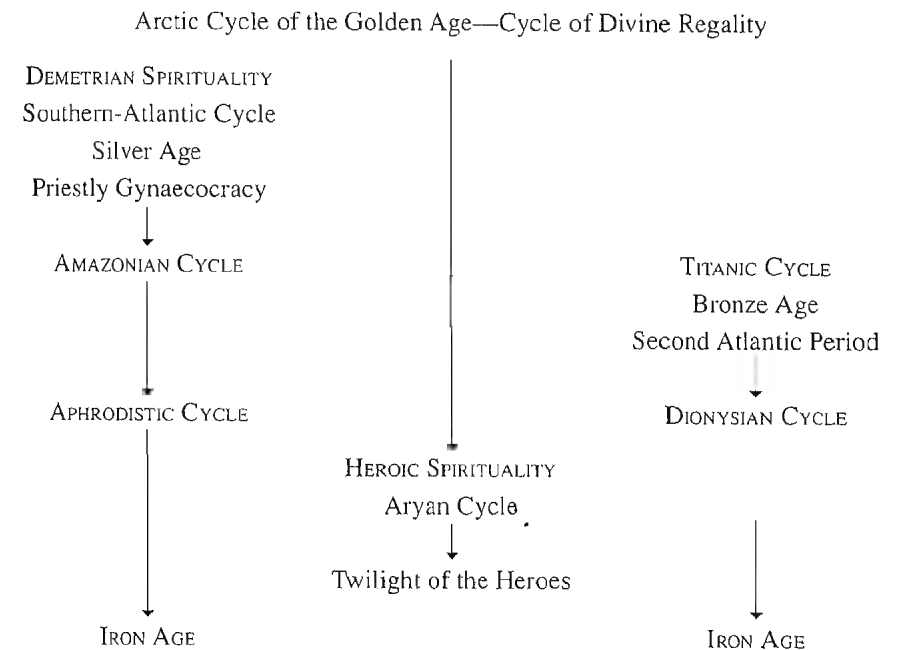 Arctic Cycle of the Golden Age—Cycle of Divine Regality
DEMETRIAN SPIRITUALITY
Southern-Atlantic Cycle
Silver Age
Priestly Gynaecocracy
AMAZONIAN CYCLE
APHRODISTIC CYCLE
IRON AGE
HEROIC SPIRITUALITY
Aryan Cycle
Twilight of the Heroes
TITANIC CYCLE
Bronze Age
Second Atlantic Period
DIONYSIAN CYCLE
IRON AGE